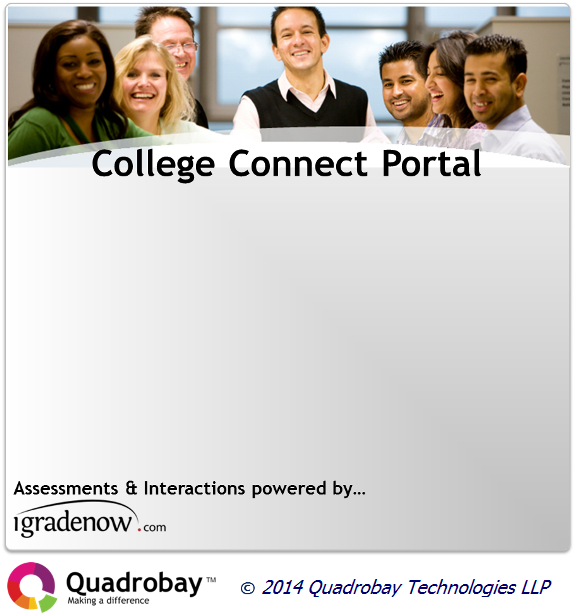 College Connect Portal
Assessments & Interactions powered by...
igradenow.com
Quadrobay™
Making a difference
© 2014 Quadrobay Technologies LLP